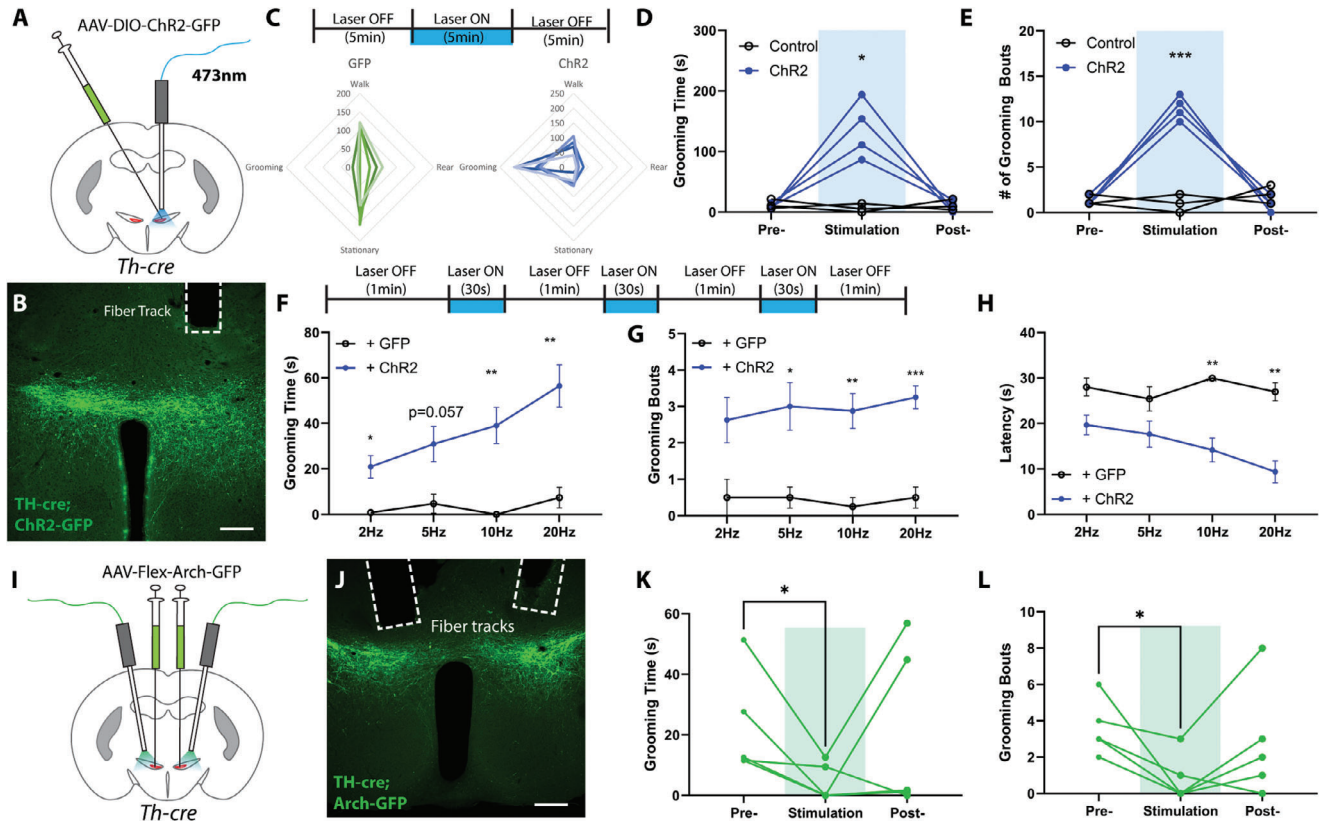 A
AAV-DIO-ChR2-GFP
473nm
Th-cre
B
Fiber Track
TH-cre;
ChR2-GFP
C
Laser OFF
(5min)
Laser ON
(5min)
Laser OFF
(5min)
GFP
Walk
200
150
100
50
0
Grooming
Rear
Stationary
ChR2
Walk
250
200
150
100
50
0
Grooming
Rear
Stationary
D
Grooming Time (s)
300
200
100
0
Control
ChR2
*
Pre-
Stimulation
Post-
E
# of Grooming Bouts
20
15
10
5
0
Control
ChR2
***
Pre-
Stimulation
Post-
Laser OFF
(1min)
Laser ON
(30s)
Laser OFF
(1min)
Laser ON
(30s)
Laser OFF
(1min)
Laser ON
(30s)
Laser OFF
(1min)
F
Grooming Time (s)
80
60
40
20
0
+ GFP
+ ChR2
*
p=0.057
**
**
2Hz
5Hz
10Hz
20Hz
G
Grooming Bouts
5
4
3
2
1
0
+ GFP
+ ChR2
*
**
***
2Hz
5Hz
10Hz
20Hz
H
Latency (s)
40
30
20
10
0
**
**
+ GFP
+ ChR2
2Hz
5Hz
10Hz
20Hz
I
AAV-Flex-Arch-GFP
Th-cre
J
Fiber tracks
TH-cre;
Arch-GFP
K
Grooming Time (s)
60
40
20
0
*
Pre-
Stimulation
Post-
L
Grooming Bouts
10
8
6
4
2
0
*
Pre-
Stimulation
Post-